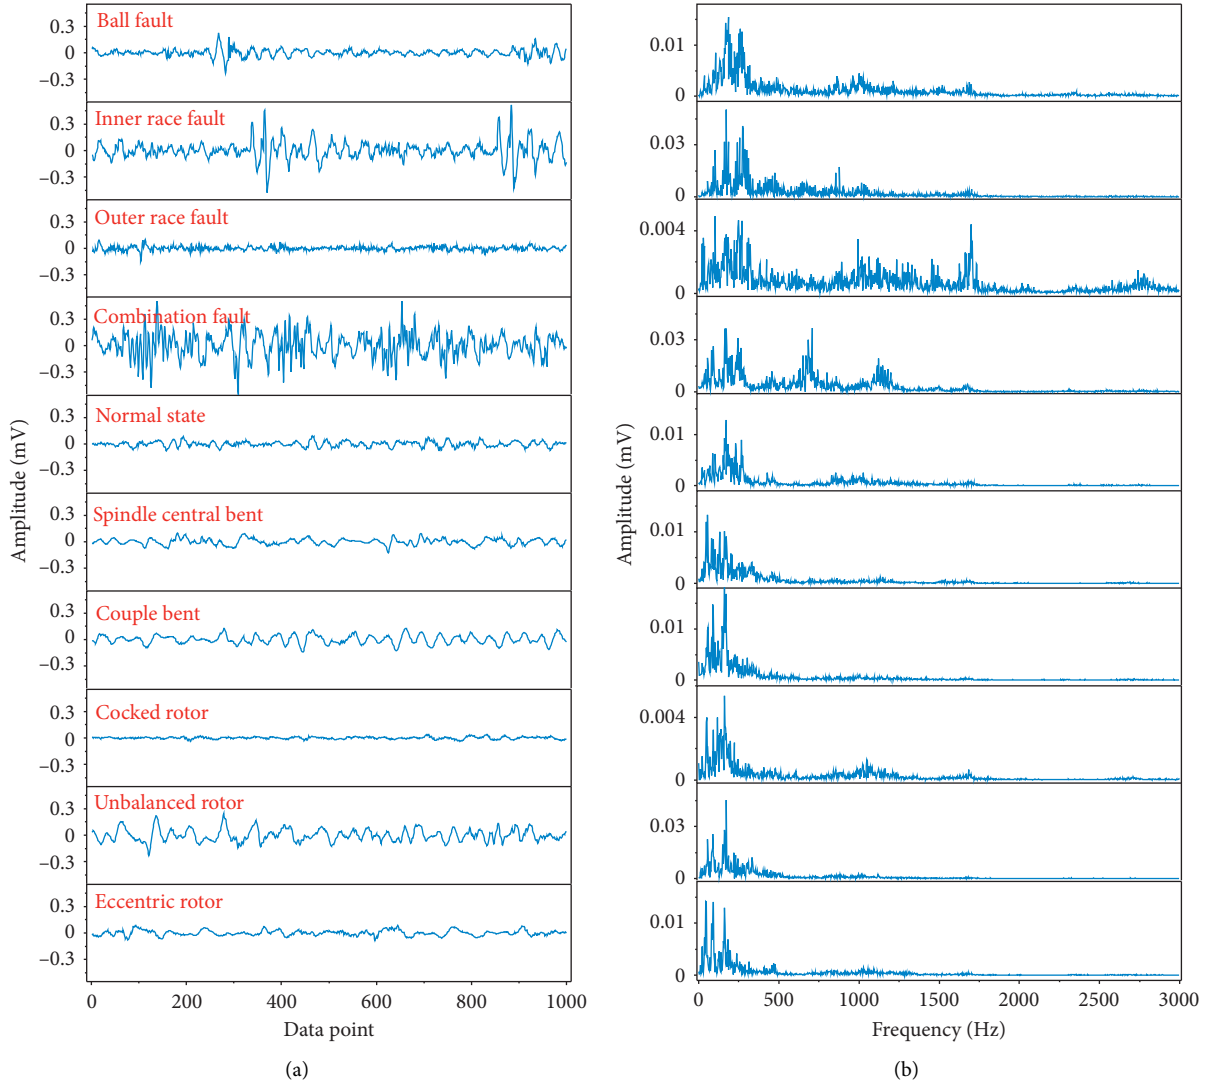 Amplitude (mV)
0.3
0
–0.3
Ball fault
0.3
0
–0.3
Inner race fault
0.3
0
–0.3
Outer race fault
0.3
0
–0.3
Combination fault
0.3
0
–0.3
Normal state
0.3
0
–0.3
Spindle central bent
0.3
0
–0.3
Couple bent
0.3
0
–0.3
Cocked rotor
0.3
0
–0.3
Unbalanced rotor
0.3
0
–0.3
Eccentric rotor
0 200 400 600 800 1000
Data point
(a)
Amplitude (mV)
0.01
0
0.03
0
0.004
0
0.03
0
0.01
0
0.01
0
0.01
0
0.004
0
0.03
0
0.01
0
0 500 1000 1500 2000 2500 3000
Frequency (Hz)
(b)